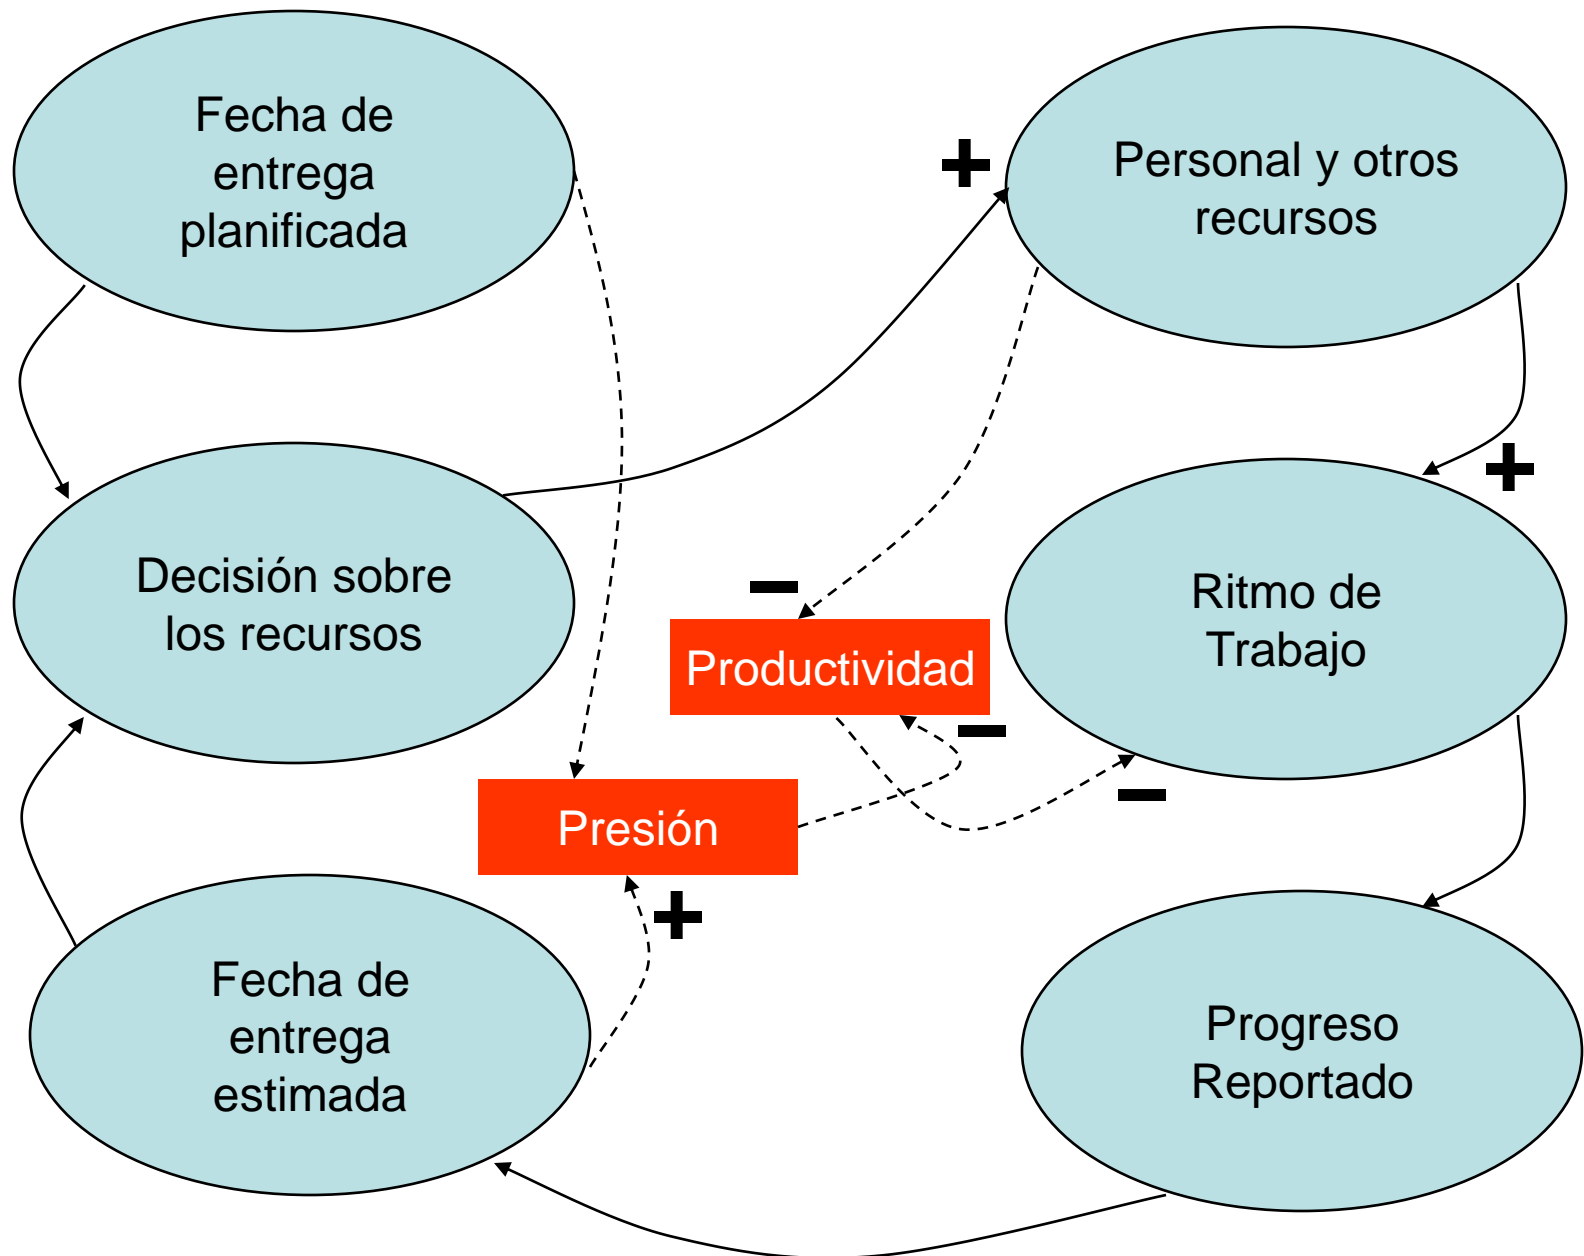 Fecha de
entrega
planificada
+
Personal y otros
recursos
Decisión sobre
los recursos
+
Ritmo de
Trabajo
−
Productividad
−
−
Presión
+
Fecha de
entrega
estimada
Progreso
Reportado